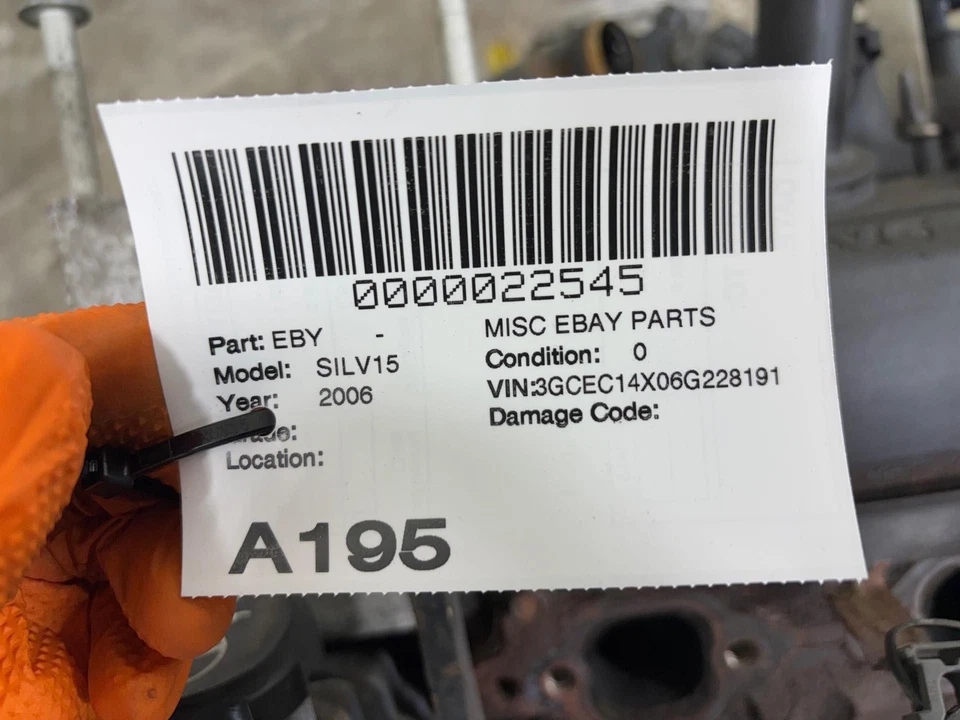 0000022545
Part: EBY - MISC EBAY PARTS
Model: SILV15 Condition: 0
Year: 2006 VIN:3GCEC14X06G228191
Damage Code:
Location:
A195